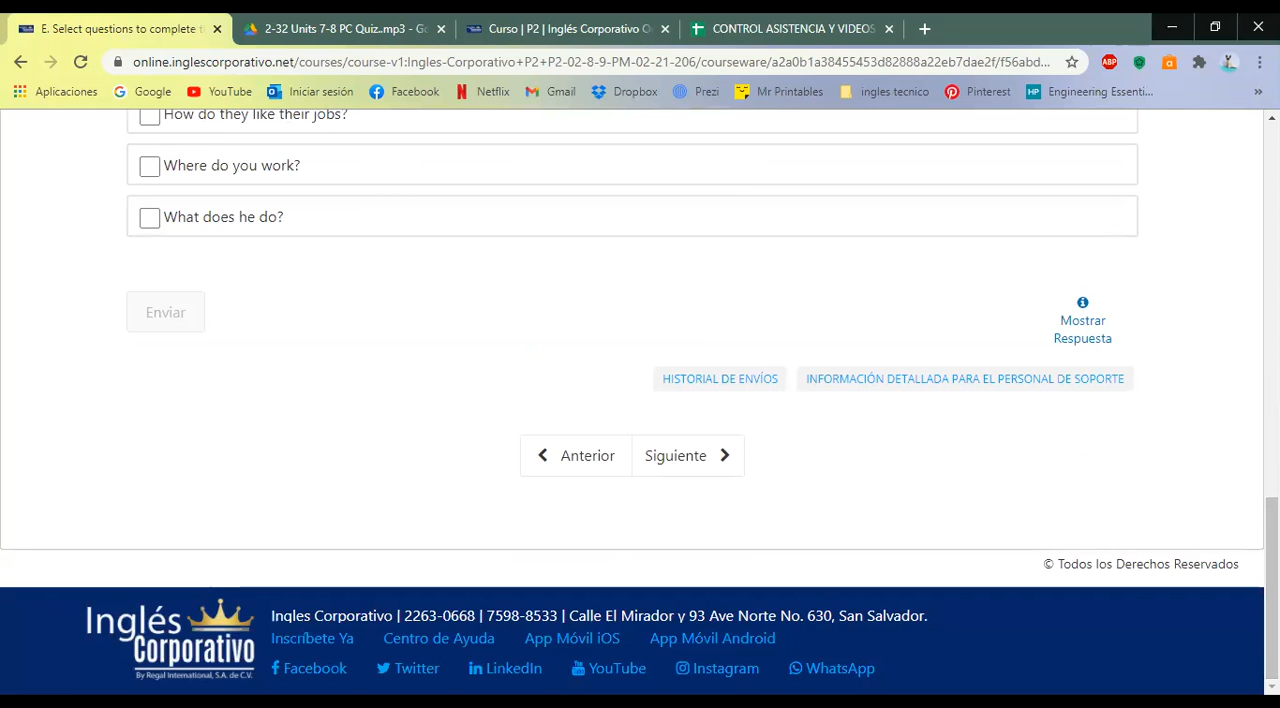 E. Select questions to complete t
2-32 Units 7-8 PC Quiz..mp3 - Go
Curso | P2 | Inglés Corporativo O
CONTROL ASISTENCIA Y VIDEOS
online.inglescorporativo.net/courses/course-v1:Ingles-Corporativo+P2+P2-02-8-9-PM-02-21-206/courseware/a2a0b1838455453d82888a22eb7dae2f/f56abd...
ABP
Aplicaciones
Google
YouTube
Iniciar sesión
Facebook
Netflix
Gmail
Dropbox
Prezi
Mr Printables
ingles tecnico
Pinterest
HP Engineering Essenti...
»
How do they like their jobs?
Where do you work?
What does he do?
Enviar
Mostrar
Respuesta
HISTORIAL DE ENVÍOS
INFORMACIÓN DETALLADA PARA EL PERSONAL DE SOPORTE
Anterior
Siguiente
© Todos los Derechos Reservados
Inglés
Corporativo
By Regal International, S.A. de C.V.
Ingles Corporativo | 2263-0668 | 7598-8533 | Calle El Mirador y 93 Ave Norte No. 630, San Salvador.
Inscríbete Ya
Centro de Ayuda
App Móvil iOS
App Móvil Android
Facebook
Twitter
LinkedIn
YouTube
Instagram
WhatsApp